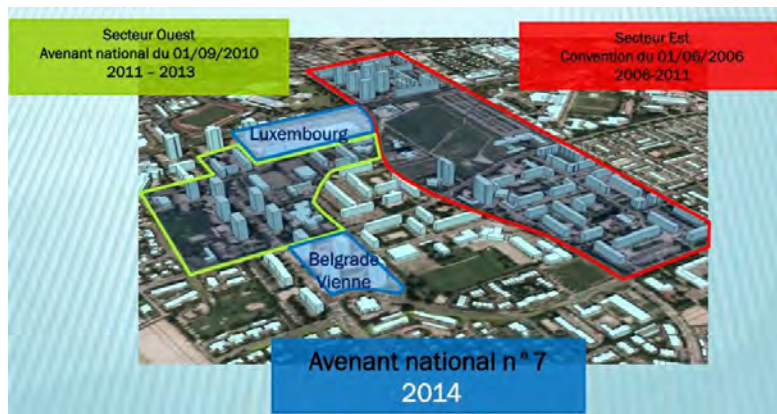 Secteur Ouest
Avenant national du 01/09/2010
2011 – 2013
Secteur Est
Convention du 01/06/2006
2006-2011
Luxembourg
Belgrade
Vienne
Avenant national n° 7
2014